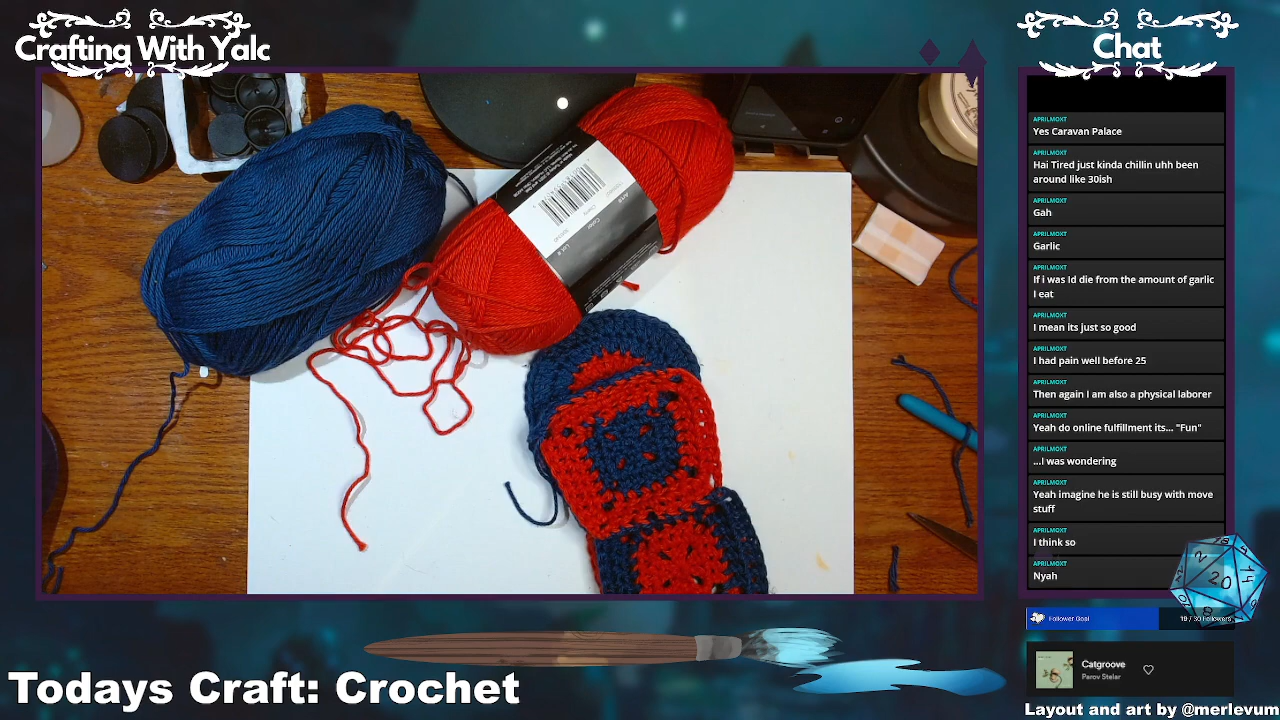 Crafting With Yalc
Chat
APRILMOXT
Yes Caravan Palace
APRILMOXT
Hai Tired just kinda chillin uhh been
around like 30ish
APRILMOXT
Gah
APRILMOXT
Garlic
APRILMOXT
If i was Id die from the amount of garlic
I eat
APRILMOXT
I mean its just so good
APRILMOXT
I had pain well before 25
APRILMOXT
Then again I am also a physical laborer
APRILMOXT
Yeah do online fulfillment its... "Fun"
APRILMOXT
...I was wondering
APRILMOXT
Yeah imagine he is still busy with move
stuff
APRILMOXT
I think so
APRILMOXT
Nyah
20
Follower Goal
19 / 30 Followers
Catgroove
Parov Stelar
Todays Craft: Crochet
Layout and art by @merlevum